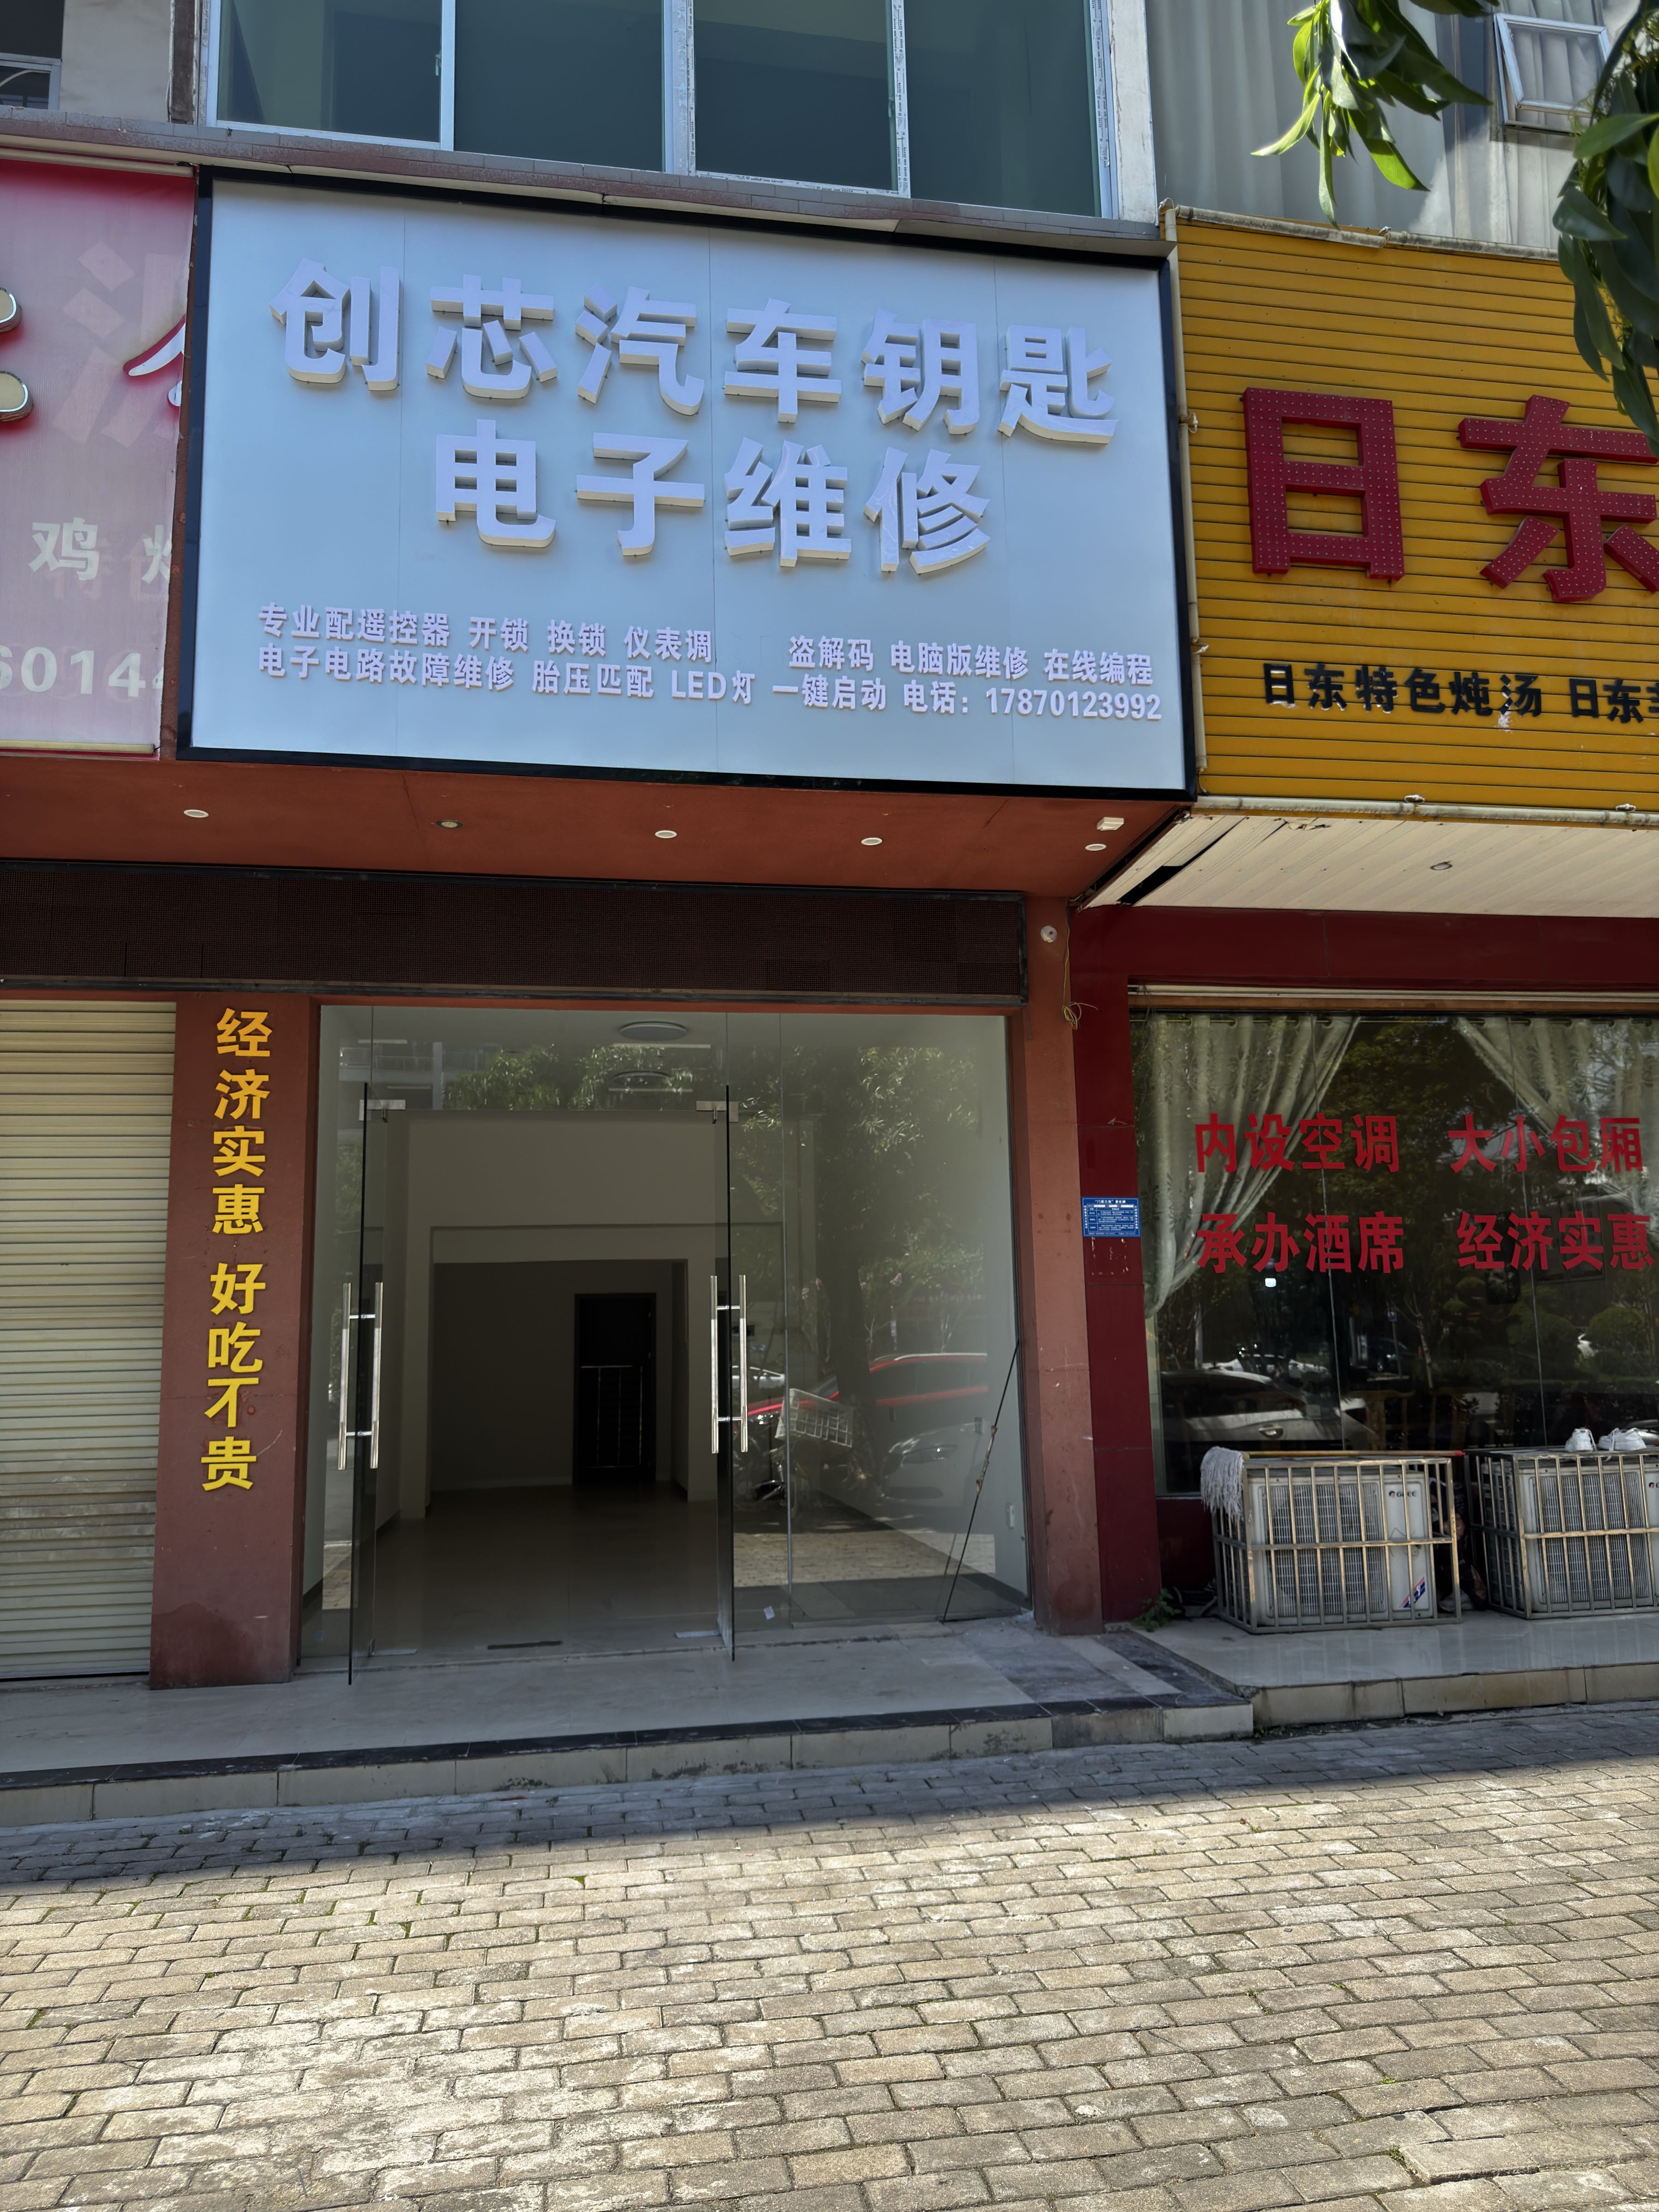 创芯汽车钥匙
电子维修
专业配遥控器 开锁 换锁 仪表调 盗解码 电脑版维修 在线编程
电子电路故障维修 胎压匹配 LED灯 一键启动 电话：17870123992
鸡
6014
日东
日东特色炖汤 日东
经济实惠 好吃不贵
内设空调 大小包厢
承办酒席 经济实惠